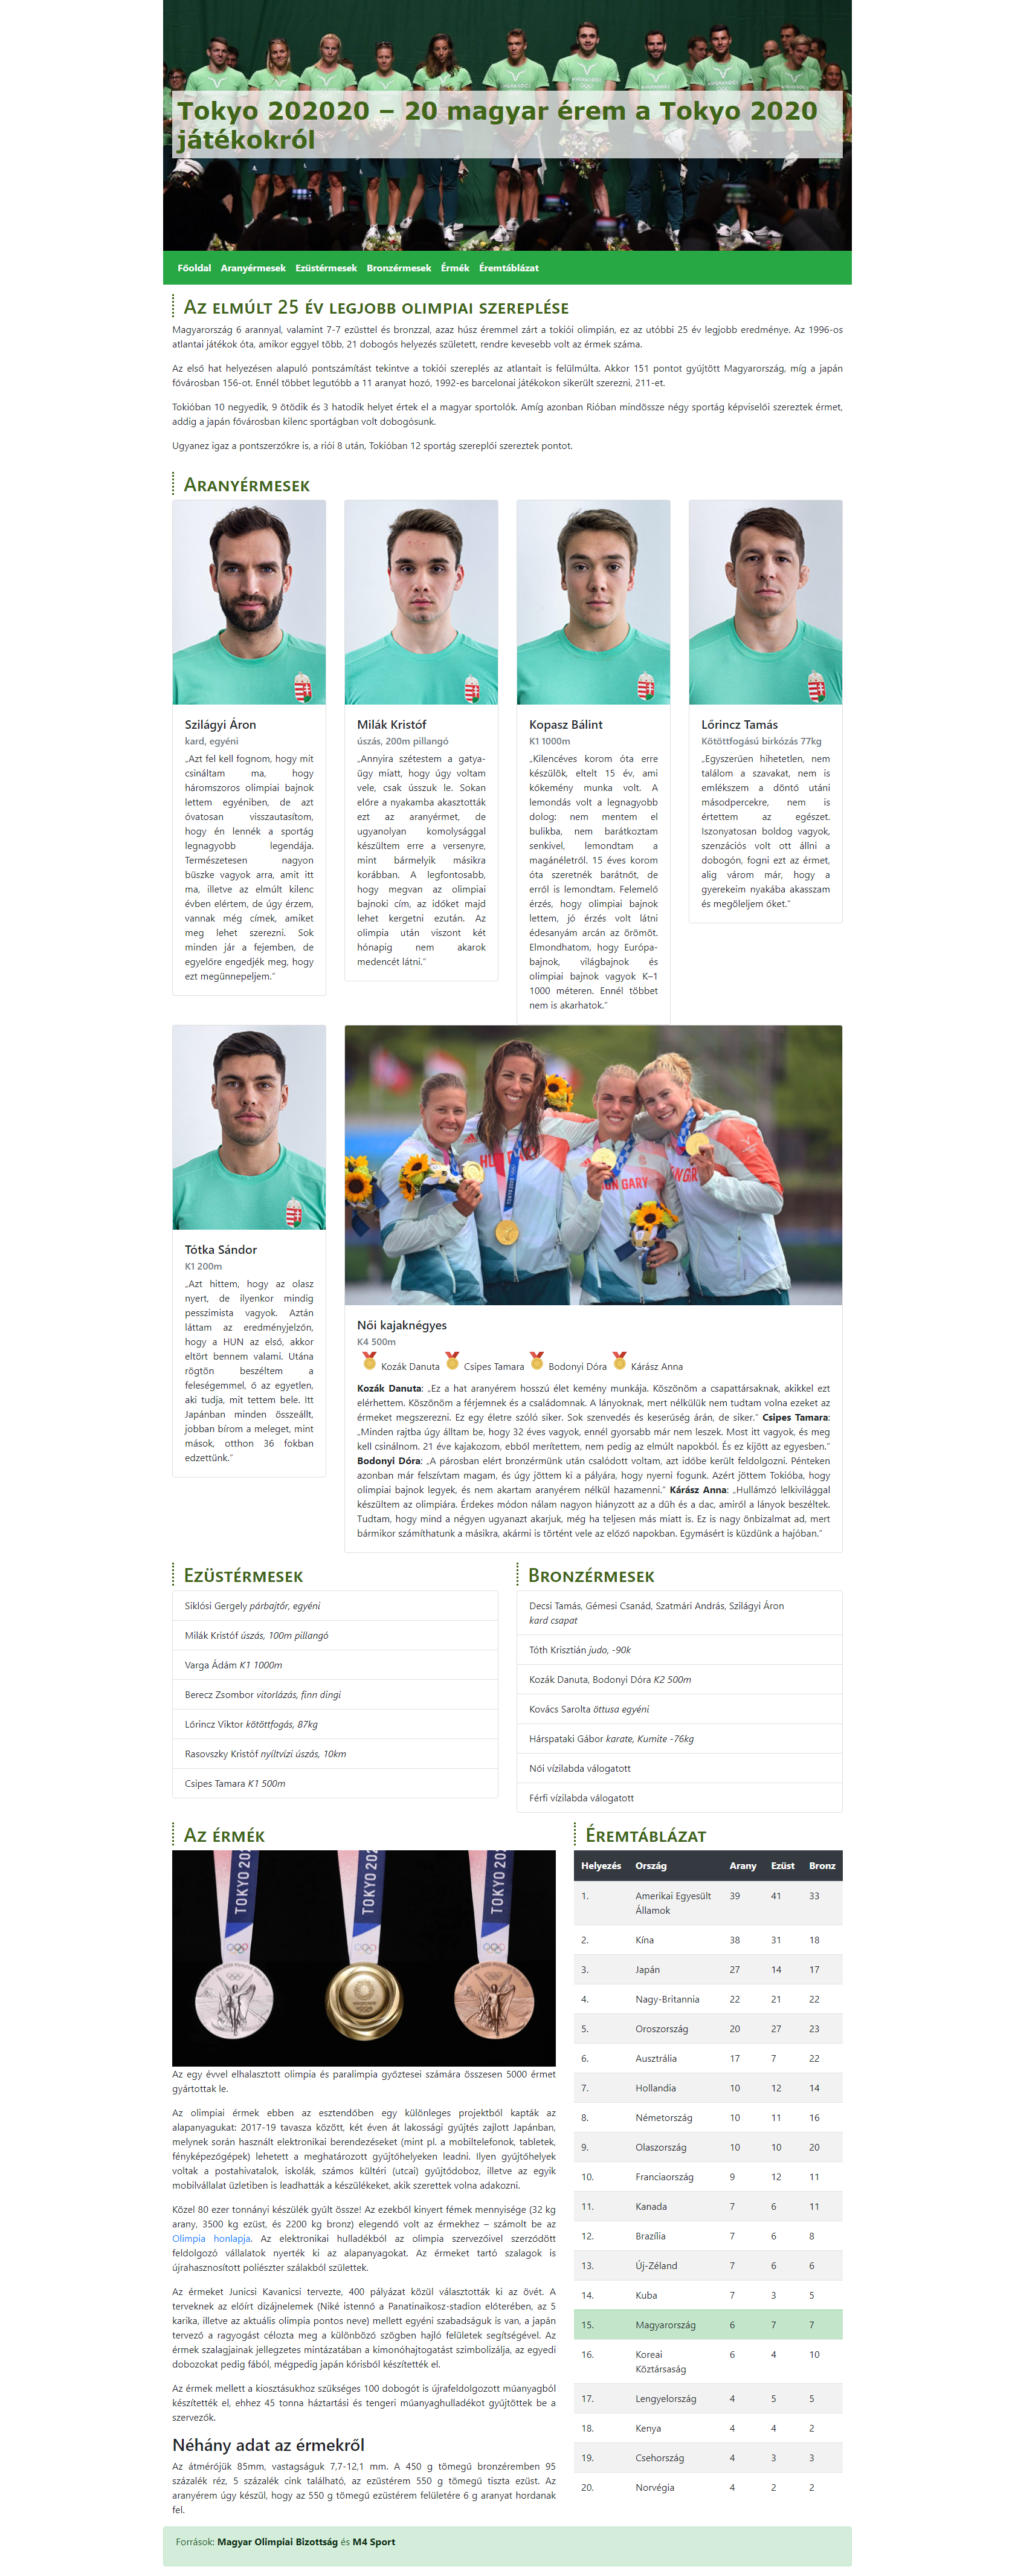 Tokyo 202020 – 20 magyar érem a Tokyo 2020
játékokról
Főoldal Aranyérmesek Ezüstérmesek Bronzérmesek Érmék Éremtáblázat
Az elmúlt 25 év legjobb olimpiai szereplése
Magyarország 6 arannyal, valamint 7-7 ezüsttel és bronzzal, azaz húsz éremmel zárt a tokiói olimpián, ez az utóbbi 25 év legjobb eredménye. Az 1996-os
atlantai játékok óta, amikor eggyel több, 21 dobogós helyezés született, rendre kevesebb volt az érmek száma.
Az első hat helyezésen alapuló pontszámítást tekintve a tokiói szereplés az atlantait is felülmúlta. Akkor 151 pontot gyűjtött Magyarország, míg a japán
fővárosban 156-ot. Ennél többet legutóbb a 11 aranyat hozó, 1992-es barcelonai játékokon sikerült szerezni, 211-et.
Tokióban 10 negyedik, 9 ötödik és 3 hatodik helyet értek el a magyar sportolók. Amíg azonban Rióban mindössze négy sportág képviselői szereztek érmet,
addig a japán fővárosban kilenc sportágban volt dobogósunk.
Ugyanez igaz a pontszerzőkre is, a riói 8 után, Tokióban 12 sportág szereplői szereztek pontot.
Aranyérmesek
Szilágyi Áron
kard, egyéni
„Azt fel kell fognom, hogy mit
csináltam ma, hogy
háromszoros olimpiai bajnok
lettem egyéniben, de azt
óvatosan visszautasítom,
hogy én lennék a sportág
legnagyobb legendája.
Természetesen nagyon
büszke vagyok arra, amit itt
ma, illetve az elmúlt kilenc
évben elértem, de úgy érzem,
vannak még címek, amiket
meg lehet szerezni. Sok
minden jár a fejemben, de
egyelőre engedjék meg, hogy
ezt megünnepeljem.”
Milák Kristóf
úszás, 200m pillangó
„Annyira szétestem a gatya-
ügy miatt, hogy úgy voltam
vele, csak ússzuk le. Sokan
előre a nyakamba akasztották
ezt az aranyérmet, de
ugyanolyan komolysággal
készültem erre a versenyre,
mint bármelyik másikra
korábban. A legfontosabb,
hogy megvan az olimpiai
bajnoki cím, az időket majd
lehet kergetni ezután. Az
olimpia után viszont két
hónapig nem akarok
medencét látni.”
Kopasz Bálint
K1 1000m
„Kilencéves korom óta erre
készülök, eltelt 15 év, ami
kőkemény munka volt. A
lemondás volt a legnagyobb
dolog: nem mentem el
bulikba, nem barátkoztam
senkivel, lemondtam a
magánéletről. 15 éves korom
óta szeretnék barátnőt, de
erről is lemondtam. Felemelő
érzés, hogy olimpiai bajnok
lettem, jó érzés volt látni
édesanyám arcán az örömöt.
Elmondhatom, hogy Európa-
bajnok, világbajnok és
olimpiai bajnok vagyok K–1
1000 méteren. Ennél többet
nem is akarhatok.”
Lőrincz Tamás
Kötöttfogású birkózás 77kg
„Egyszerűen hihetetlen, nem
találom a szavakat, nem is
emlékszem a döntő utáni
másodpercekre, nem is
értettem az egészet.
Iszonyatosan boldog vagyok,
szenzációs volt ott állni a
dobogón, fogni ezt az érmet,
alig várom már, hogy a
gyerekeim nyakába akasszam
és megöleljem őket.”
Tótka Sándor
K1 200m
„Azt hittem, hogy az olasz
nyert, de ilyenkor mindig
pesszimista vagyok. Aztán
láttam az eredményjelzőn,
hogy a HUN az első, akkor
eltört bennem valami. Utána
rögtön beszéltem a
feleségemmel, ő az egyetlen,
aki tudja, mit tettem bele. Itt
Japánban minden összeállt,
jobban bírom a meleget, mint
mások, otthon 36 fokban
edzettünk.”
Női kajaknégyes
K4 500m
Kozák Danuta Csipes Tamara Bodonyi Dóra Kárász Anna
Kozák Danuta: „Ez a hat aranyérem hosszú élet kemény munkája. Köszönöm a csapattársaknak, akikkel ezt
elérhettem. Köszönöm a férjemnek és a családomnak. A lányoknak, mert nélkülük nem tudtam volna ezeket az
érmeket megszerezni. Ez egy életre szóló siker. Sok szenvedés és keserűség árán, de siker.” Csipes Tamara:
„Minden rajtba úgy álltam be, hogy 32 éves vagyok, ennél gyorsabb már nem leszek. Most itt vagyok, és meg
kell csinálnom. 21 éve kajakozom, ebből merítettem, nem pedig az elmúlt napokból. És ez kijött az egyesben.”
Bodonyi Dóra: „A párosban elért bronzérmünk után csalódott voltam, azt időbe került feldolgozni. Pénteken
azonban már felszívtam magam, és úgy jöttem ki a pályára, hogy nyerni fogunk. Azért jöttem Tokióba, hogy
olimpiai bajnok legyek, és nem akartam aranyérem nélkül hazamenni.” Kárász Anna: „Hullámzó lelkivilággal
készültem az olimpiára. Érdekes módon nálam nagyon hiányzott az a düh és a dac, amiről a lányok beszéltek.
Tudtam, hogy mind a négyen ugyanazt akarjuk, még ha teljesen más miatt is. Ez is nagy önbizalmat ad, mert
bármikor számíthatunk a másikra, akármi is történt vele az előző napokban. Egymásért is küzdünk a hajóban.”
Ezüstérmesek
Siklósi Gergely párbajtőr, egyéni
Milák Kristóf úszás, 100m pillangó
Varga Ádám K1 1000m
Berecz Zsombor vitorlázás, finn dingi
Lőrincz Viktor kötöttfogás, 87kg
Rasovszky Kristóf nyíltvízi úszás, 10km
Csipes Tamara K1 500m
Bronzérmesek
Decsi Tamás, Gémesi Csanád, Szatmári András, Szilágyi Áron
kard csapat
Tóth Krisztián judo, -90k
Kozák Danuta, Bodonyi Dóra K2 500m
Kovács Sarolta öttusa egyéni
Hárspataki Gábor karate, Kumite -76kg
Női vízilabda válogatott
Férfi vízilabda válogatott
Az érmék
TOKYO 2020
TOKYO 2020
Az egy évvel elhalasztott olimpia és paralimpia győztesei számára összesen 5000 érmet
gyártottak le.
Az olimpiai érmek ebben az esztendőben egy különleges projektből kapták az
alapanyagukat: 2017-19 tavasza között, két éven át lakossági gyűjtés zajlott Japánban,
melynek során használt elektronikai berendezéseket (mint pl. a mobiltelefonok, tabletek,
fényképezőgépek) lehetett a meghatározott gyűjtőhelyeken leadni. Ilyen gyűjtőhelyek
voltak a postahivatalok, iskolák, számos kültéri (utcai) gyűjtődoboz, illetve az egyik
mobilvállalat üzletiben is leadhatták a készülékeket, akik szerettek volna adakozni.
Közel 80 ezer tonnányi készülék gyűlt össze! Az ezekből kinyert fémek mennyisége (32 kg
arany, 3500 kg ezüst, és 2200 kg bronz) elegendő volt az érmekhez – számolt be az
Olimpia honlapja. Az elektronikai hulladékból az olimpia szervezőivel szerződött
feldolgozó vállalatok nyerték ki az alapanyagokat. Az érmeket tartó szalagok is
újrahasznosított poliészter szálakból születtek.
Az érmeket Junicsi Kavanicsi tervezte, 400 pályázat közül választották ki az övét. A
terveknek az előírt dizájnelemek (Niké istennő a Panatinaikosz-stadion előterében, az 5
karika, illetve az aktuális olimpia pontos neve) mellett egyéni szabadságuk is van, a japán
tervező a ragyogást célozta meg a különböző szögben hajló felületek segítségével. Az
érmek szalagjainak jellegzetes mintázatában a kimonóhajtogatást szimbolizálja, az egyedi
dobozokat pedig fából, mégpedig japán kőrisből készítették el.
Az érmek mellett a kiosztásukhoz szükséges 100 dobogót is újrafeldolgozott műanyagból
készítették el, ehhez 45 tonna háztartási és tengeri műanyaghulladékot gyűjtöttek be a
szervezők.
Néhány adat az érmekről
Az átmérőjük 85mm, vastagságuk 7,7-12,1 mm. A 450 g tömegű bronzéremben 95
százalék réz, 5 százalék cink található, az ezüstérem 550 g tömegű tiszta ezüst. Az
aranyérem úgy készül, hogy az 550 g tömegű ezüstérem felületére 6 g aranyat hordanak
fel.
Éremtáblázat
Helyezés Ország Arany Ezüst Bronz
1. Amerikai Egyesült Államok 39 41 33
2. Kína 38 31 18
3. Japán 27 14 17
4. Nagy-Britannia 22 21 22
5. Oroszország 20 27 23
6. Ausztrália 17 7 22
7. Hollandia 10 12 14
8. Németország 10 11 16
9. Olaszország 10 10 20
10. Franciaország 9 12 11
11. Kanada 7 6 11
12. Brazília 7 6 8
13. Új-Zéland 7 6 6
14. Kuba 7 3 5
15. Magyarország 6 7 7
16. Koreai Köztársaság 6 4 10
17. Lengyelország 4 5 5
18. Kenya 4 4 2
19. Csehország 4 3 3
20. Norvégia 4 2 2
Források: Magyar Olimpiai Bizottság és M4 Sport